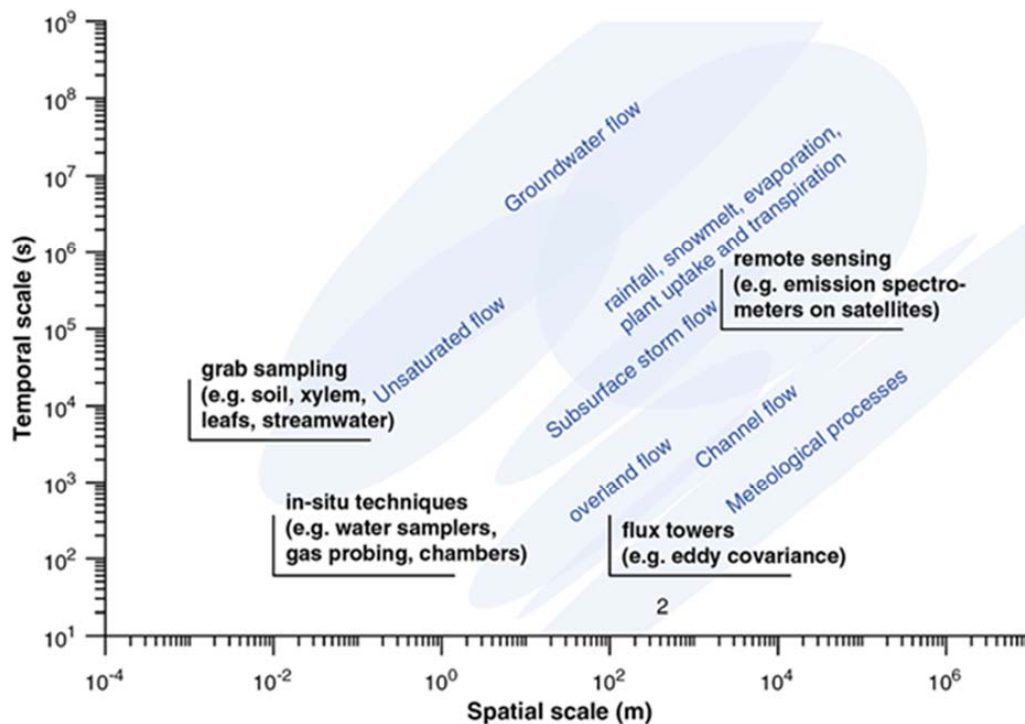 10⁹
10⁸
10⁷
10⁶
10⁵
10⁴
10³
10²
10¹
Temporal scale (s)
Groundwater flow
rainfall, snowmelt, evaporation,
plant uptake and transpiration
remote sensing
(e.g. emission spectro-
meters on satellites)
Unsaturated flow
Subsurface storm flow
grab sampling
(e.g. soil, xylem,
leafs, streamwater)
Channel flow
Meteological processes
overland flow
in-situ techniques
(e.g. water samplers,
gas probing, chambers)
flux towers
(e.g. eddy covariance)
2
10⁻⁴
10⁻²
10⁰
10²
10⁴
10⁶
Spatial scale (m)